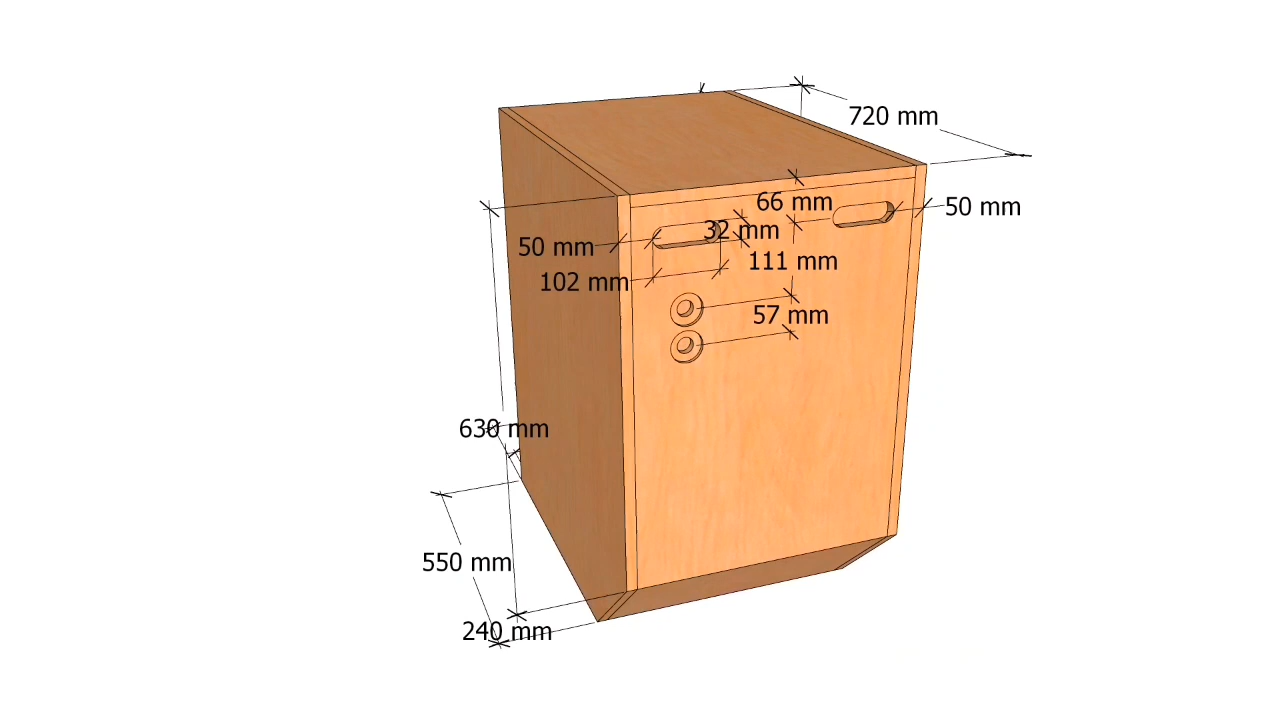 720 mm
66 mm
50 mm
32 mm
50 mm
111 mm
102 mm
57 mm
630 mm
550 mm
240 mm